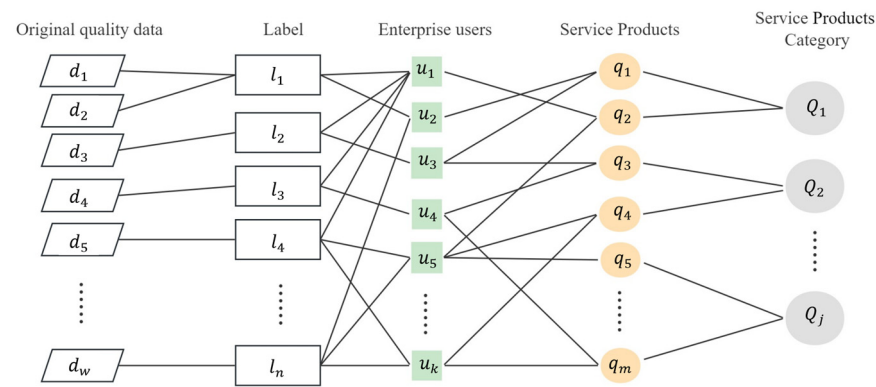 Original quality data
Label
Enterprise users
Service Products
Service Products
Category
d₁
d₂
d₃
d₄
d₅
d_w
l₁
l₂
l₃
l₄
lₙ
u₁
u₂
u₃
u₄
u₅
uₖ
q₁
q₂
q₃
q₄
q₅
qₘ
Q₁
Q₂
Qⱼ